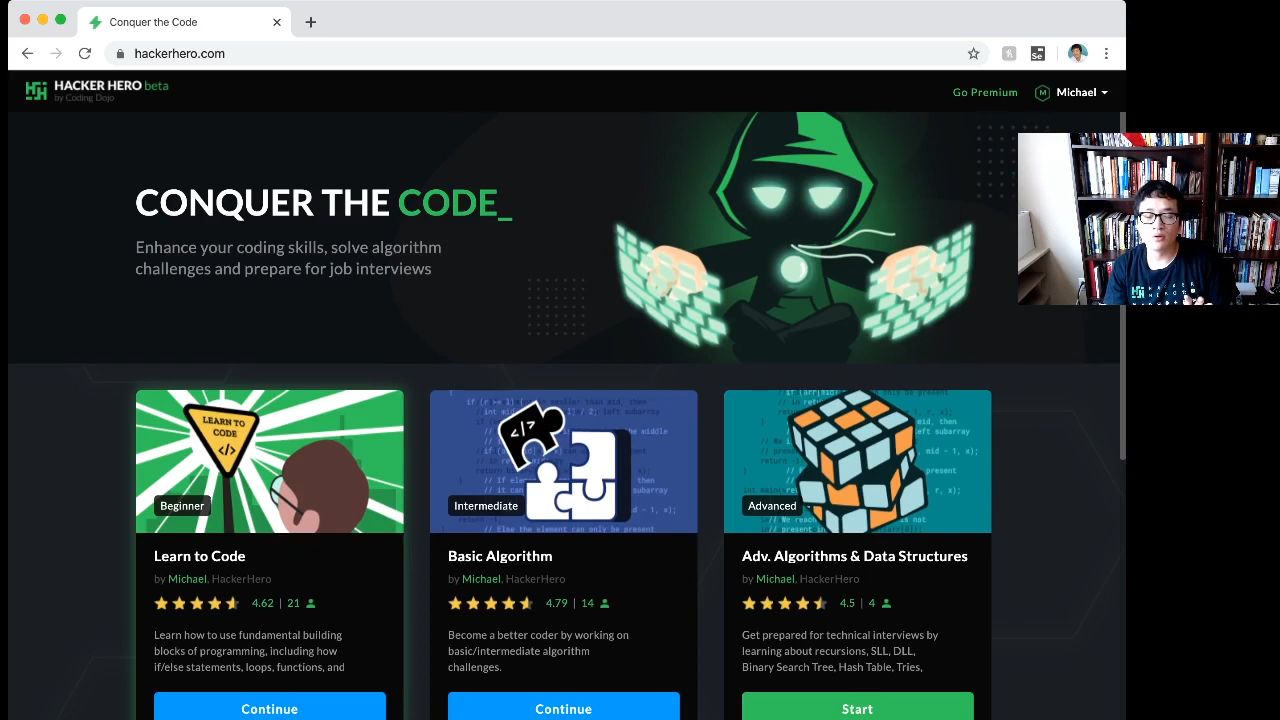 Conquer the Code
hackerhero.com
Se
HACKER HERO beta
by Coding Dojo
Go Premium
M
Michael
CONQUER THE CODE_
Enhance your coding skills, solve algorithm
challenges and prepare for job interviews
LEARN TO
CODE
</>
Beginner
Learn to Code
by Michael, HackerHero
4.62 | 21
Learn how to use fundamental building
blocks of programming, including how
if/else statements, loops, functions, and
Continue
</>
Intermediate
Basic Algorithm
by Michael, HackerHero
4.79 | 14
Become a better coder by working on
basic/intermediate algorithm
challenges.
Continue
Advanced
Adv. Algorithms & Data Structures
by Michael, HackerHero
4.5 | 4
Get prepared for technical interviews by
learning about recursions, SLL, DLL,
Binary Search Tree, Hash Table, Tries,
Start